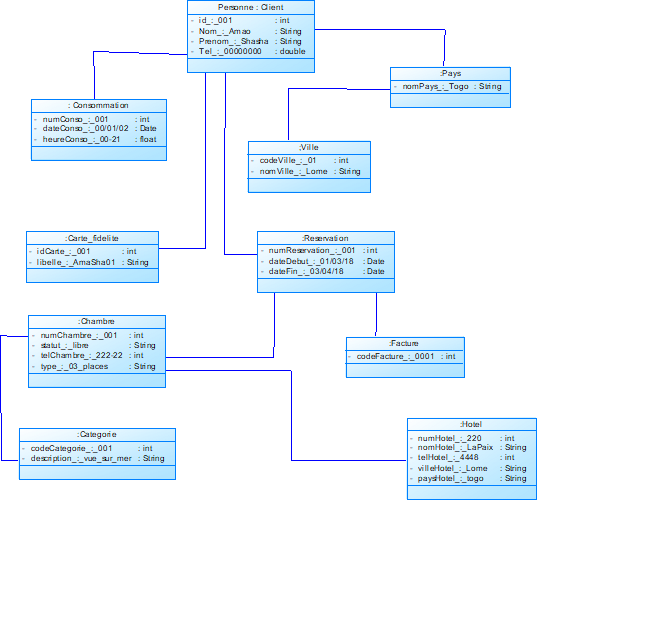 Personne : Client
- id_:_001 : int
- Nom_:_Amao : String
- Prenom_:_Shasha : String
- Tel_:_00000000 : double
:Pays
- nomPays_:_Togo : String
: Consommation
- numConso_:_001 : int
- dateConso_:_00/01/02 : Date
- heureConso_:_00-21 : float
:Ville
- codeVille_:_01 : int
- nomVille_:_Lome : String
:Carte_fidelite
- idCarte_:_001 : int
- libelle_:_AmaSha01 : String
:Reservation
- numReservation_:_001 : int
- dateDebut_:_01/03/18 : Date
- dateFin_:_03/04/18 : Date
:Chambre
- numChambre_:_001 : int
- statut_:_libre : String
- telChambre_:_222-22 : int
- type_:_03_places : String
:Facture
- codeFacture_:_0001 : int
:Categorie
- codeCategorie_:_001 : int
- description_:_vue_sur_mer : String
:Hotel
- numHotel_:_220 : int
- nomHotel_:_LaPaix : String
- telHotel_:_4448 : int
- villeHotel_:_Lome : String
- paysHotel_:_togo : String